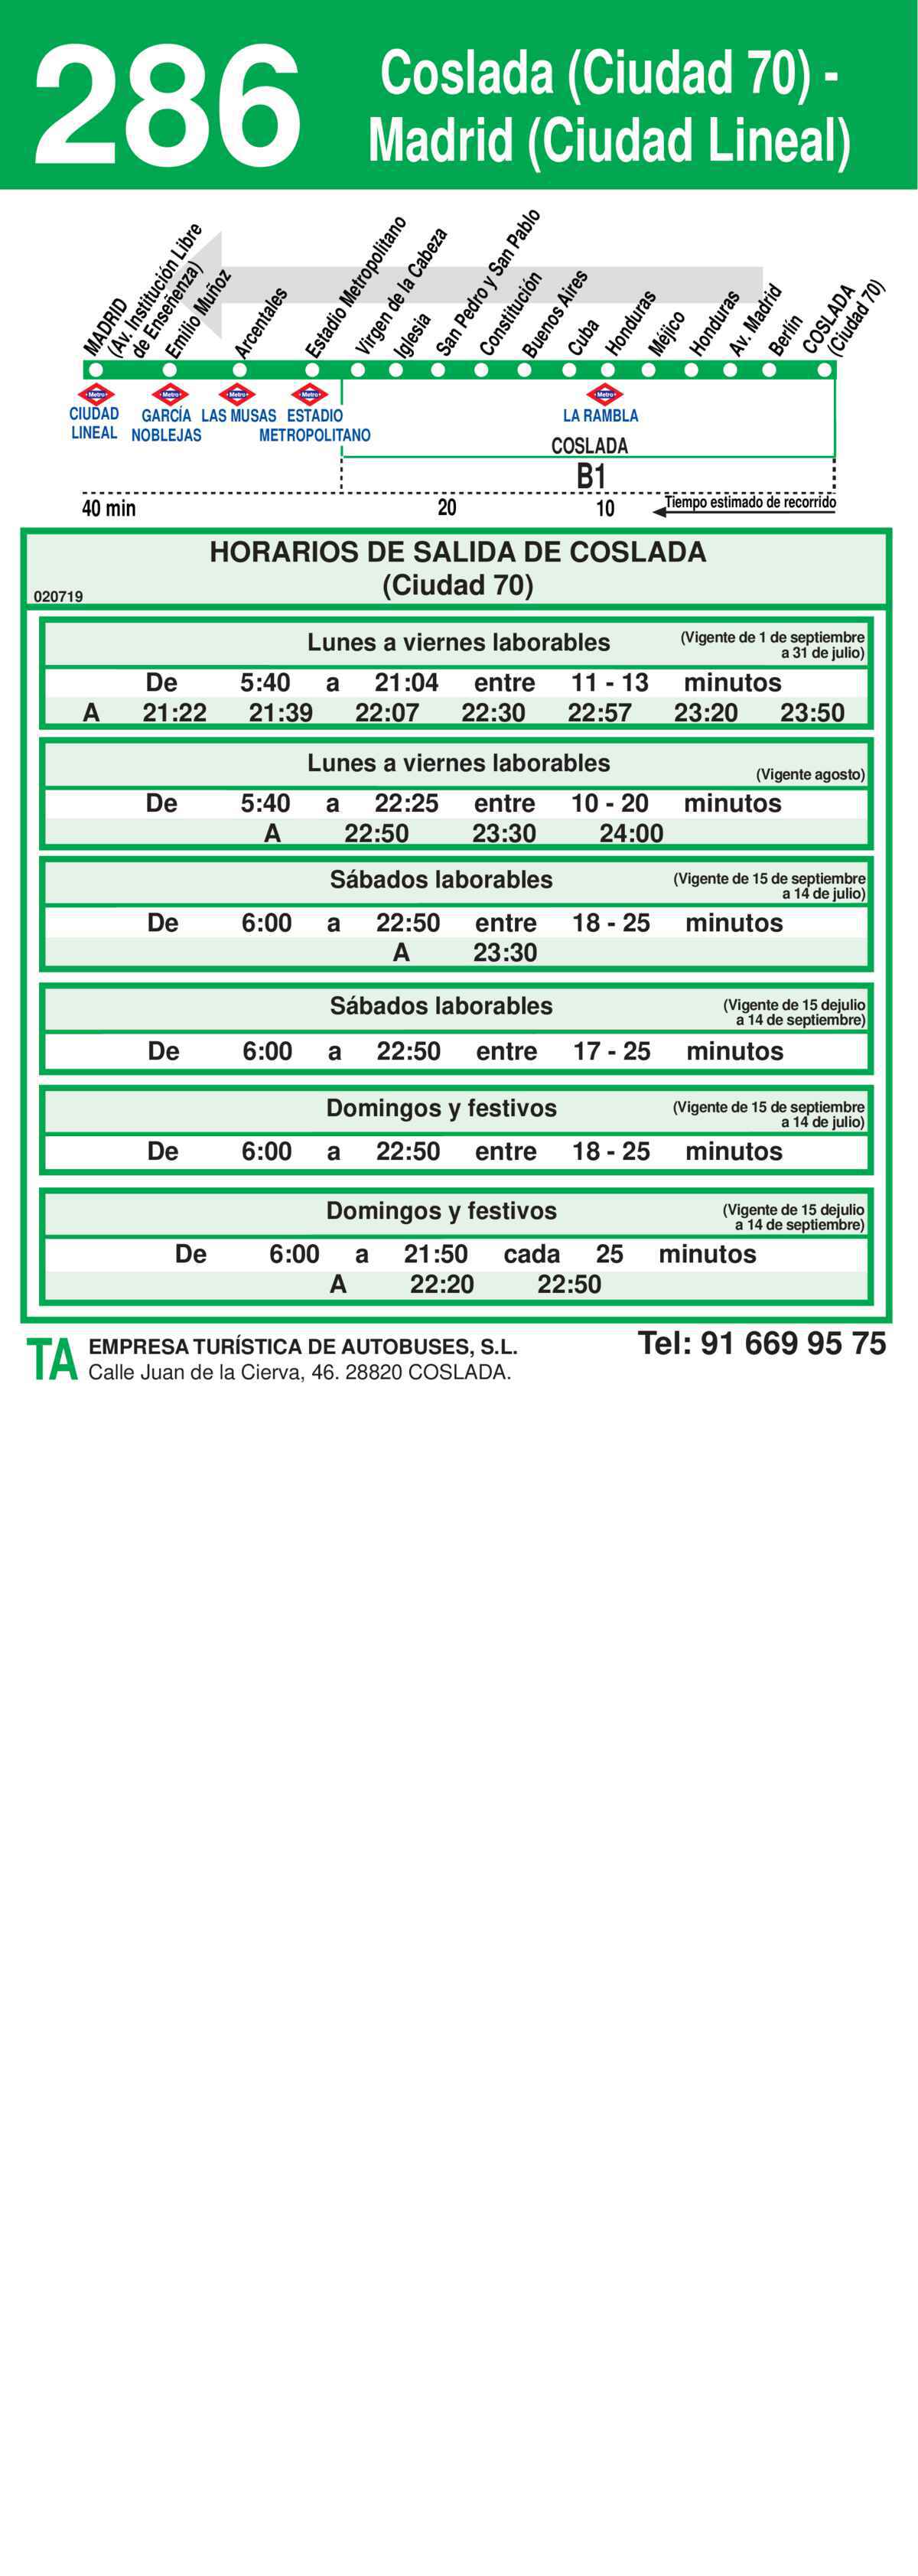 286
Coslada (Ciudad 70) -
Madrid (Ciudad Lineal)
MADRID
(Av. Institución Libre
de Enseñenza)
Emilio Muñoz
Arcentales
Estadio Metropolitano
Virgen de la Cabeza
Iglesia
San Pedro y San Pablo
Constitución
Buenos Aires
Cuba
Honduras
Méjico
Honduras
Av. Madrid
Berlín
COSLADA
(Ciudad 70)
Metro
Metro
Metro
Metro
Metro
CIUDAD
LINEAL
GARCÍA
NOBLEJAS
LAS MUSAS
ESTADIO
METROPOLITANO
LA RAMBLA
COSLADA
B1
40 min
20
10
Tiempo estimado de recorrido
HORARIOS DE SALIDA DE COSLADA
(Ciudad 70)
020719
Lunes a viernes laborables
(Vigente de 1 de septiembre
a 31 de julio)
De 5:40 a 21:04 entre 11 - 13 minutos
A 21:22 21:39 22:07 22:30 22:57 23:20 23:50
Lunes a viernes laborables
(Vigente agosto)
De 5:40 a 22:25 entre 10 - 20 minutos
A 22:50 23:30 24:00
Sábados laborables
(Vigente de 15 de septiembre
a 14 de julio)
De 6:00 a 22:50 entre 18 - 25 minutos
A 23:30
Sábados laborables
(Vigente de 15 dejulio
a 14 de septiembre)
De 6:00 a 22:50 entre 17 - 25 minutos
Domingos y festivos
(Vigente de 15 de septiembre
a 14 de julio)
De 6:00 a 22:50 entre 18 - 25 minutos
Domingos y festivos
(Vigente de 15 dejulio
a 14 de septiembre)
De 6:00 a 21:50 cada 25 minutos
A 22:20 22:50
TA
EMPRESA TURÍSTICA DE AUTOBUSES, S.L.
Calle Juan de la Cierva, 46. 28820 COSLADA.
Tel: 91 669 95 75